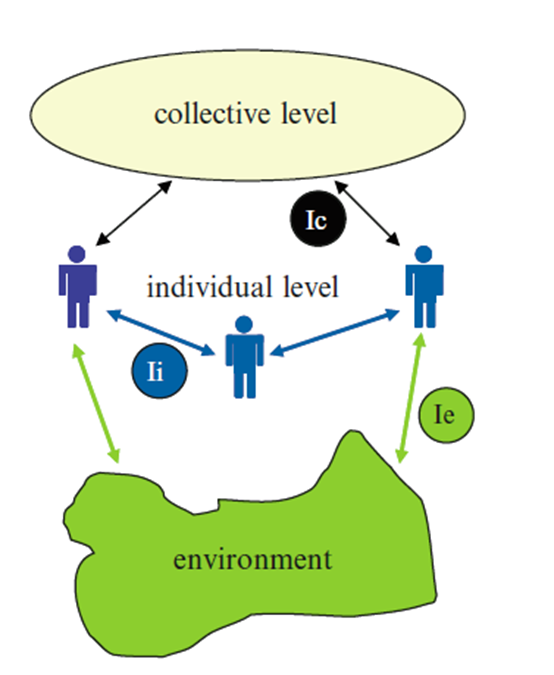 collective level
Ic
individual level
Ii
Ie
environment